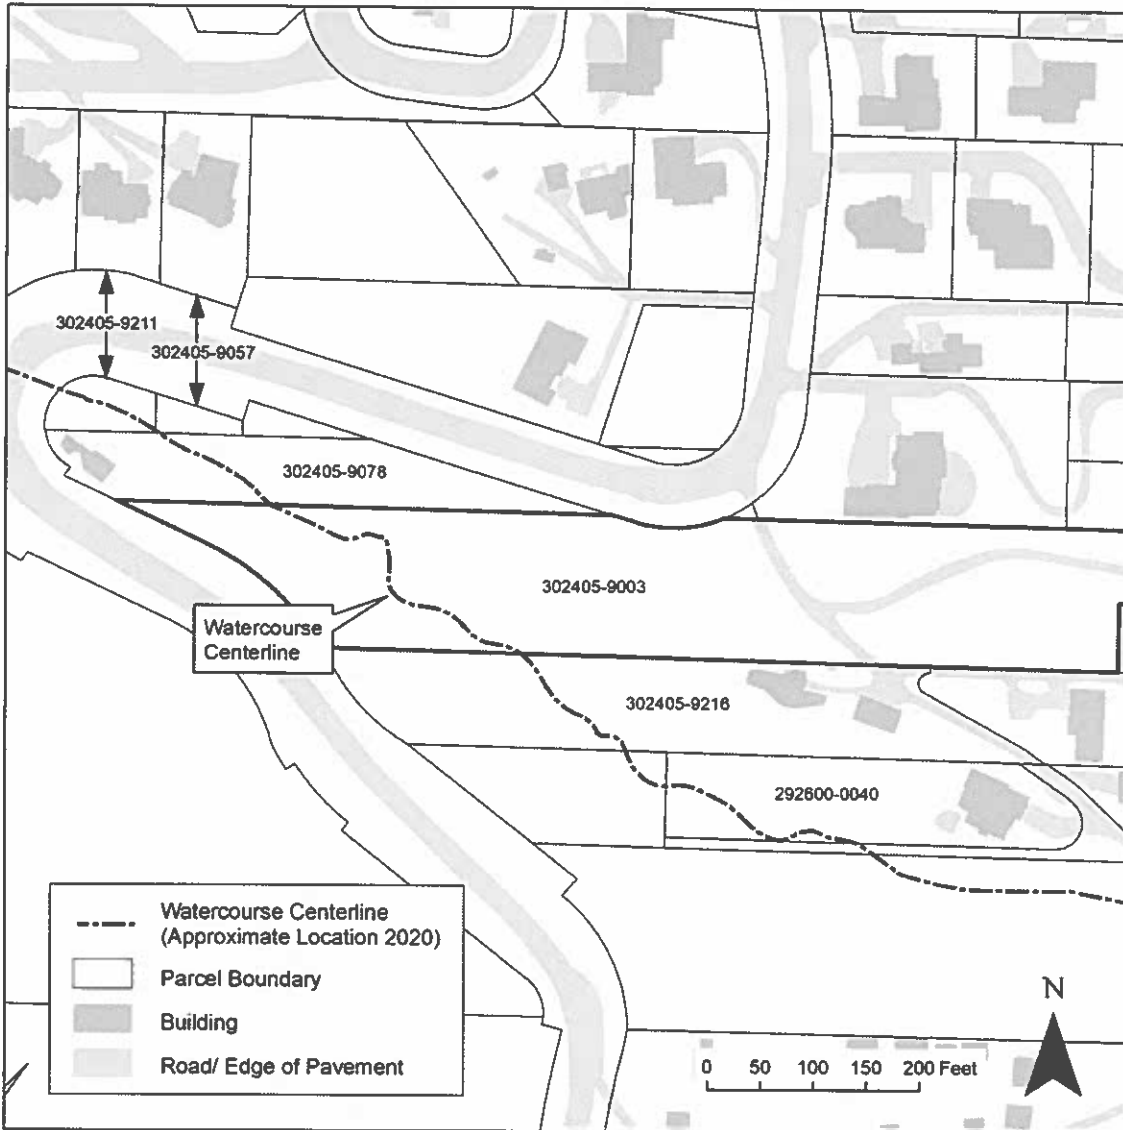 302405-9211
302405-9057
302405-9078
302405-9003
Watercourse
Centerline
302405-9216
292600-0040
Watercourse Centerline
(Approximate Location 2020)
Parcel Boundary
Building
Road/ Edge of Pavement
N
0 50 100 150 200 Feet